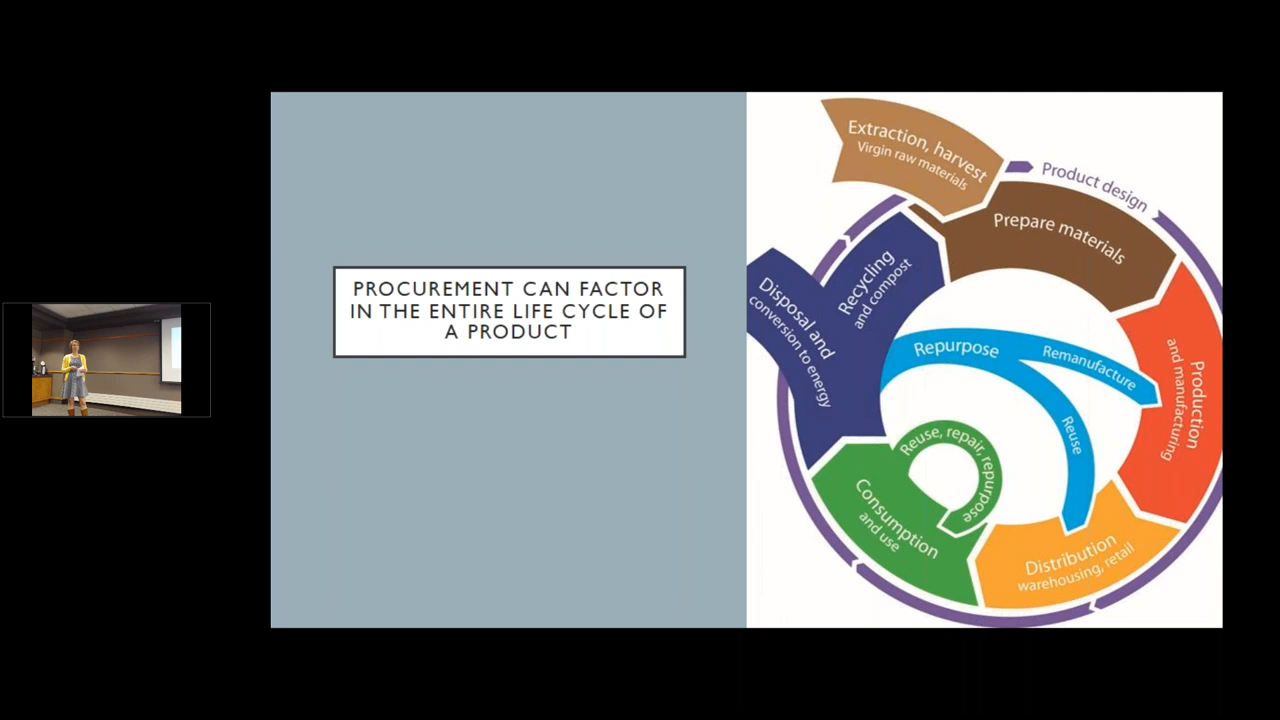 PROCUREMENT CAN FACTOR
IN THE ENTIRE LIFE CYCLE OF
A PRODUCT
Extraction, harvest
Virgin raw materials
Product design
Prepare materials
Production
and manufacturing
Distribution
warehousing, retail
Consumption
and use
Reuse, repair, repurpose
Disposal and
conversion to energy
Recycling
and compost
Repurpose
Remanufacture
Reuse